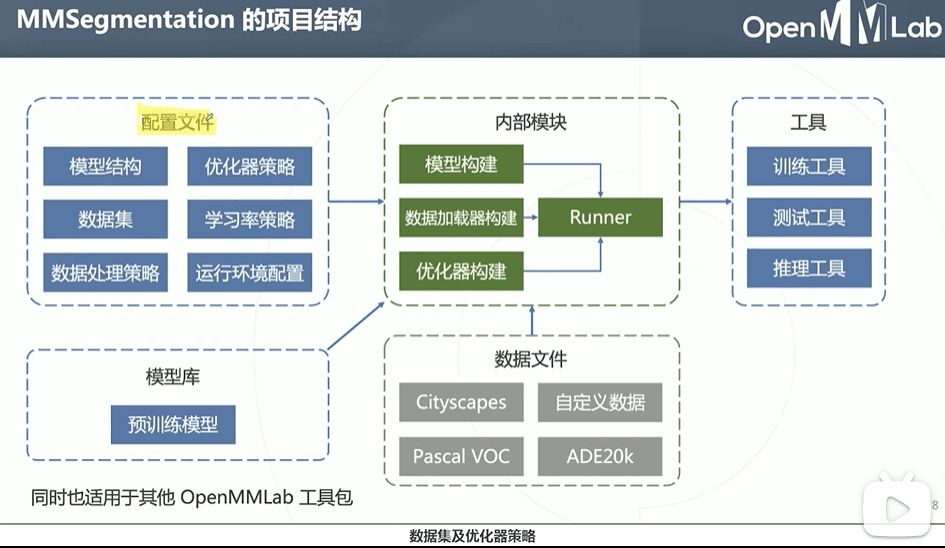 MMSegmentation 的项目结构
OpenMMLab
配置文件
模型结构
优化器策略
数据集
学习率策略
数据处理策略
运行环境配置
内部模块
模型构建
数据加载器构建
Runner
优化器构建
工具
训练工具
测试工具
推理工具
模型库
预训练模型
数据文件
Cityscapes
自定义数据
Pascal VOC
ADE20k
同时也适用于其他 OpenMMLab 工具包
8
数据集及优化器策略